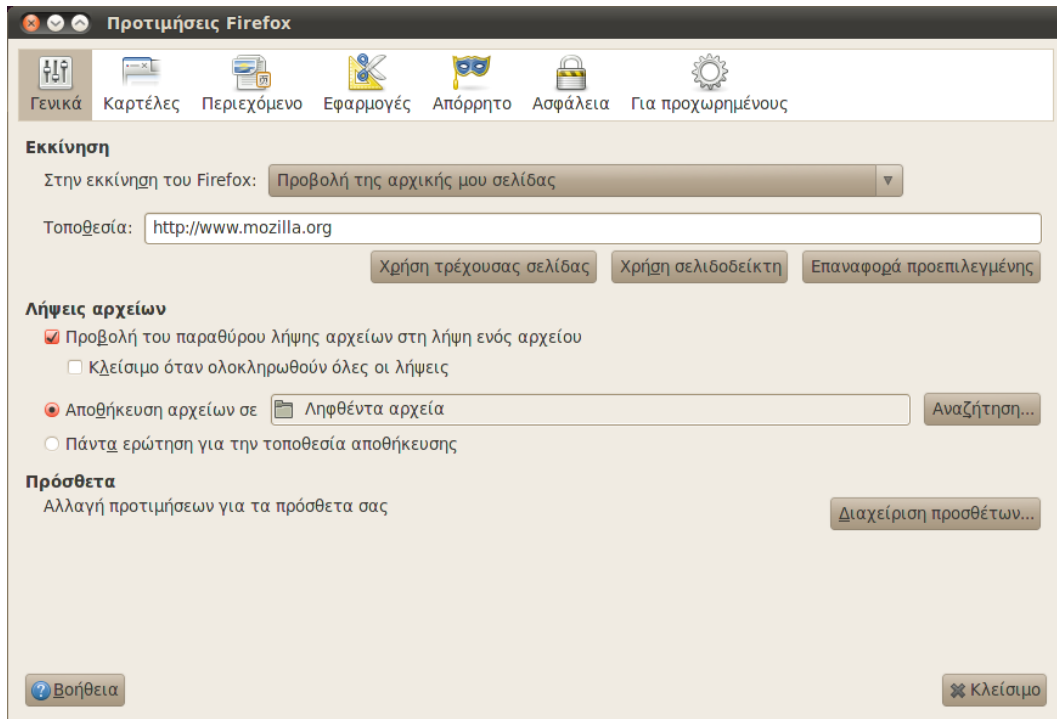 Προτιμήσεις Firefox
Γενικά Καρτέλες Περιεχόμενο Εφαρμογές Απόρρητο Ασφάλεια Για προχωρημένους
Εκκίνηση
Στην εκκίνηση του Firefox: Προβολή της αρχικής μου σελίδας
Τοποθεσία: http://www.mozilla.org
Χρήση τρέχουσας σελίδας Χρήση σελιδοδείκτη Επαναφορά προεπιλεγμένης
Λήψεις αρχείων
Προβολή του παραθύρου λήψης αρχείων στη λήψη ενός αρχείου
Κλείσιμο όταν ολοκληρωθούν όλες οι λήψεις
Αποθήκευση αρχείων σε Ληφθέντα αρχεία Αναζήτηση...
Πάντα ερώτηση για την τοποθεσία αποθήκευσης
Πρόσθετα
Αλλαγή προτιμήσεων για τα πρόσθετα σας
Διαχείριση προσθέτων...
Βοήθεια Κλείσιμο